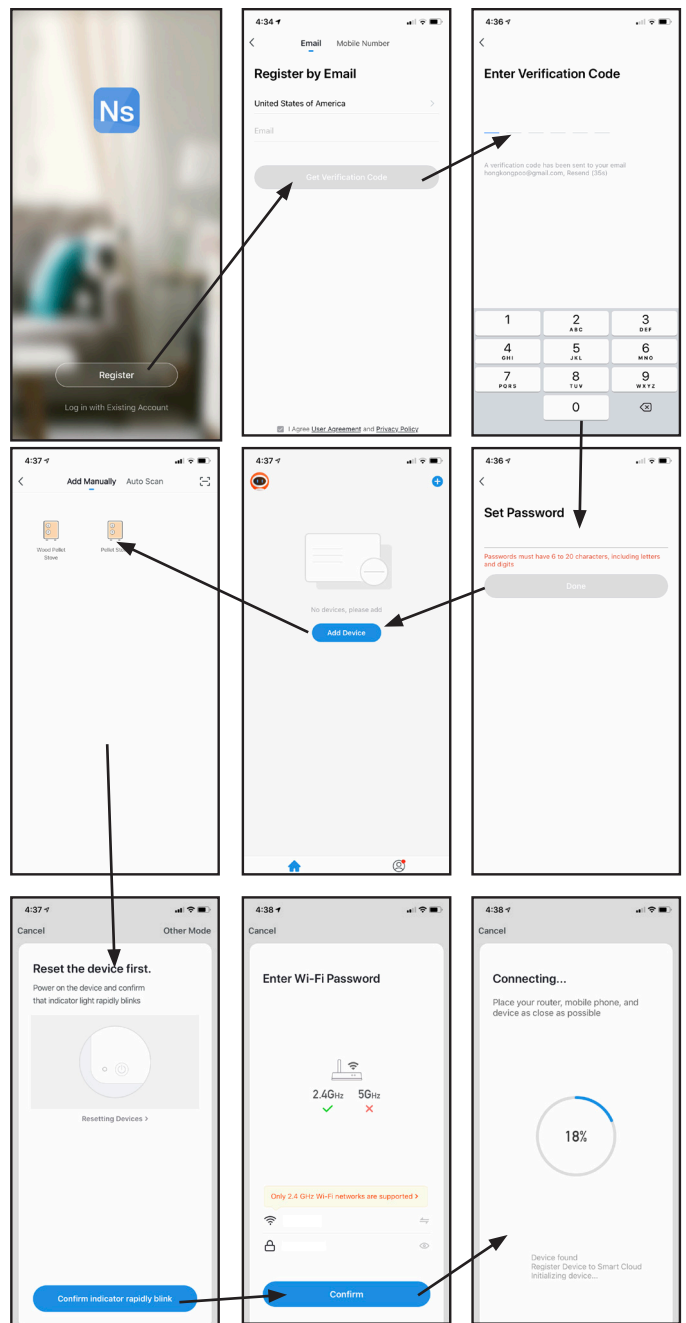 Ns
Register
Log in with Existing Account
4:34
Email Mobile Number
Register by Email
United States of America
Email
Get Verification Code
I Agree User Agreement and Privacy Policy
4:36
Enter Verification Code
A verification code has been sent to your email
hongkongpoo@gmail.com, Resend (35s)
1 2 3
ABC DEF
4 5 6
GHI JKL MNO
7 8 9
PQRS TUV WXYZ
0
4:37
Add Manually Auto Scan
Wood Pellet Pellet Stove
Stove
4:37
No devices, please add
Add Device
4:36
Set Password
Passwords must have 6 to 20 characters, including letters
and digits
Done
4:37
Cancel Other Mode
Reset the device first.
Power on the device and confirm
that indicator light rapidly blinks
Resetting Devices >
Confirm indicator rapidly blink
4:38
Cancel
Enter Wi-Fi Password
2.4GHz 5GHz
Only 2.4 GHz Wi-Fi networks are supported >
Confirm
4:38
Cancel
Connecting...
Place your router, mobile phone, and
device as close as possible
18%
Device found
Register Device to Smart Cloud
Initializing device...